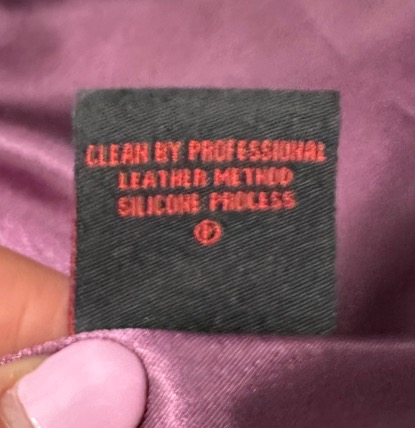 CLEAN BY PROFESSIONAL
LEATHER METHOD
SILICONE PROCESS
Ⓟ